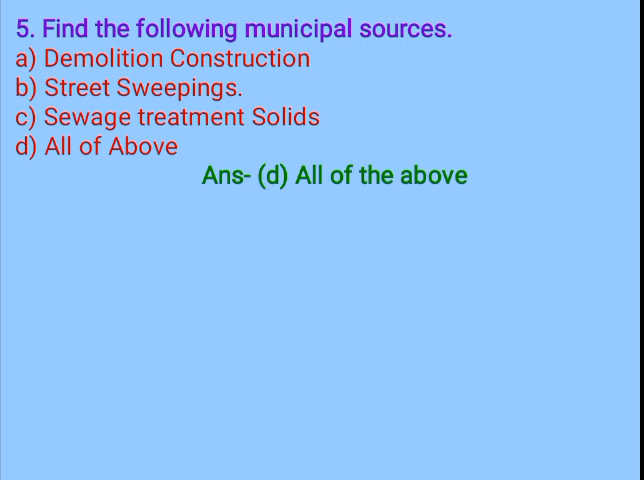 5. Find the following municipal sources.
a) Demolition Construction
b) Street Sweepings.
c) Sewage treatment Solids
d) All of Above
Ans- (d) All of the above